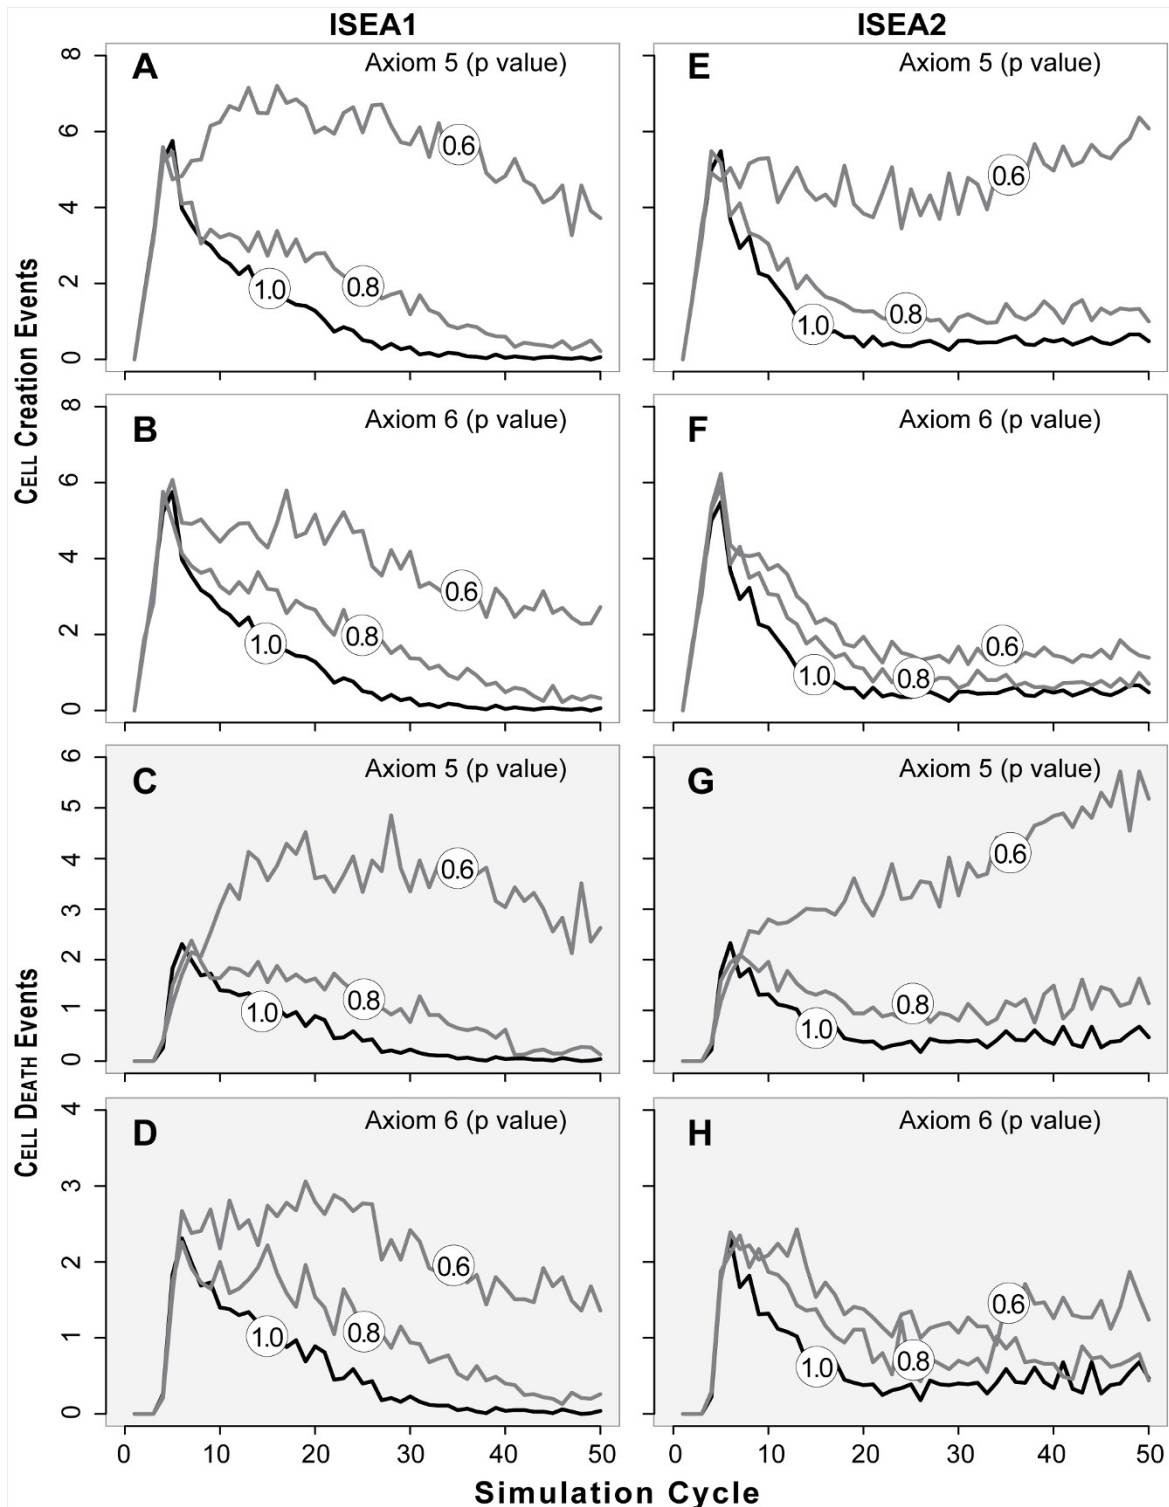 ISEA1
ISEA2
CELL Creation Events
CELL DEATH Events
A
Axiom 5 (p value)
8
6
4
2
0
0.6
0.8
1.0
E
Axiom 5 (p value)
0.6
0.8
1.0
B
Axiom 6 (p value)
8
6
4
2
0
0.6
0.8
1.0
F
Axiom 6 (p value)
0.6
0.8
1.0
C
Axiom 5 (p value)
6
5
4
3
2
1
0
0.6
0.8
1.0
G
Axiom 5 (p value)
0.6
0.8
1.0
D
Axiom 6 (p value)
4
3
2
1
0
0.6
0.8
1.0
H
Axiom 6 (p value)
0.6
0.8
1.0
0 10 20 30 40 50
0 10 20 30 40 50
Simulation Cycle